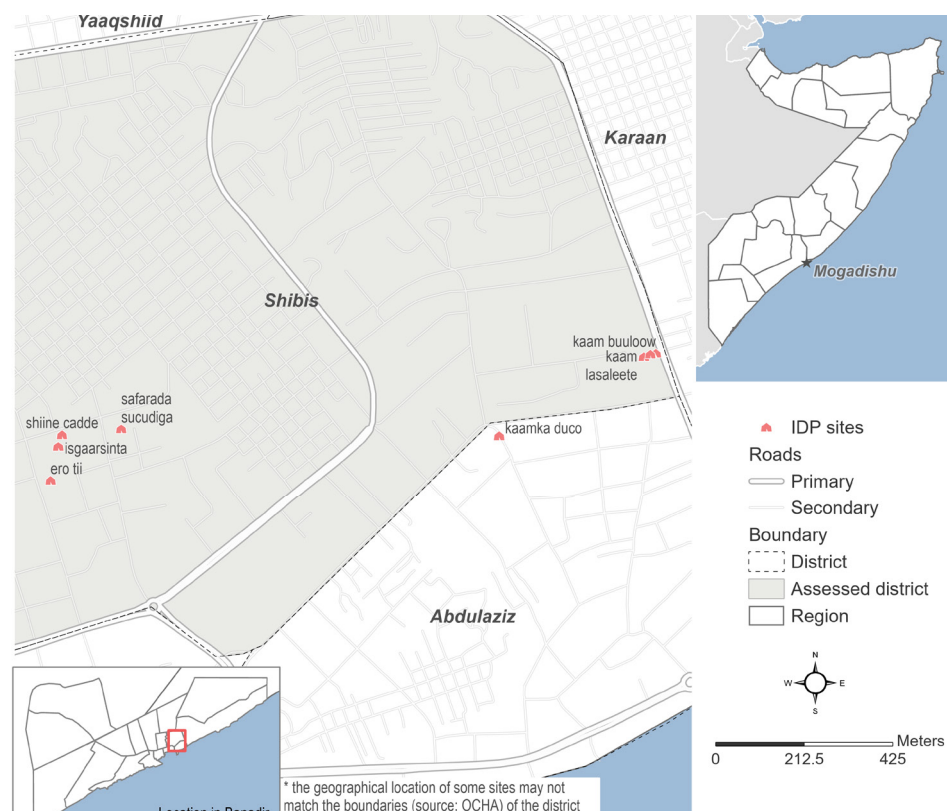 Yaaqshiid
Karaan
Shibis
Mogadishu
kaam buuloow
kaam
lasaleete
safarada
sucudiga
shiine cadde
isgaarsinta
ero tii
kaamka duco
Abdulaziz
IDP sites
Roads
Primary
Secondary
Boundary
District
Assessed district
Region
N
W E
S
Meters
0 212.5 425
* the geographical location of some sites may not
match the boundaries (source: OCHA) of the district